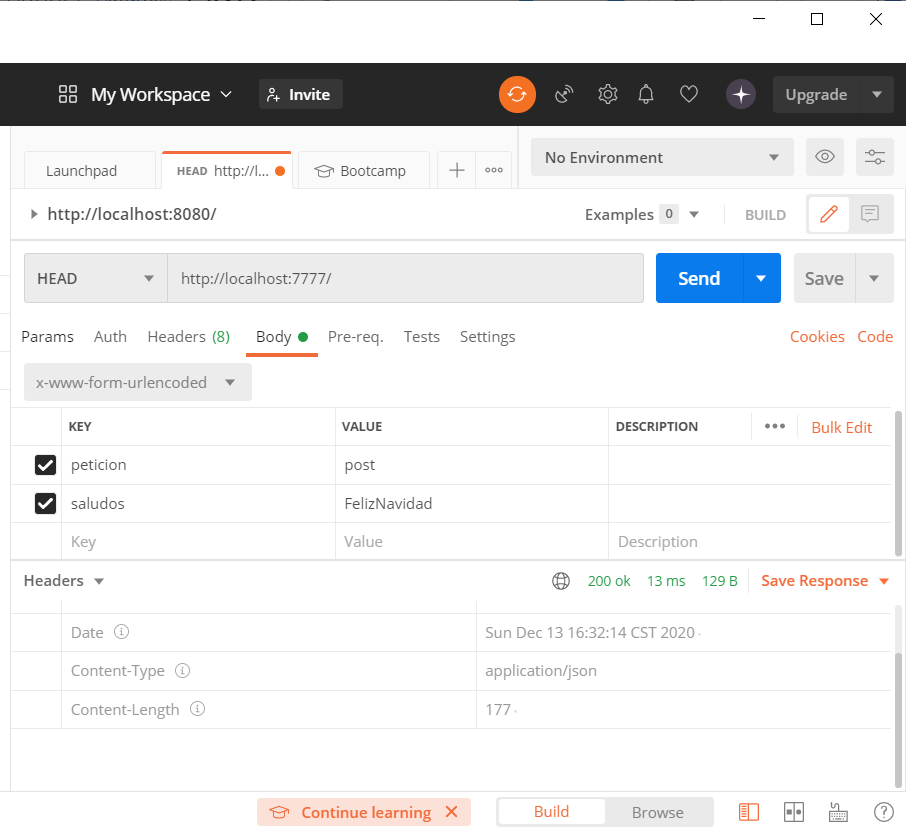 My Workspace Invite Upgrade
Launchpad HEAD http://l... Bootcamp No Environment
http://localhost:8080/ Examples 0 BUILD
HEAD http://localhost:7777/ Send Save
Params Auth Headers (8) Body Pre-req. Tests Settings Cookies Code
x-www-form-urlencoded
KEY VALUE DESCRIPTION Bulk Edit
peticion post
saludos FelizNavidad
Key Value Description
Headers 200 ok 13 ms 129 B Save Response
Date Sun Dec 13 16:32:14 CST 2020
Content-Type application/json
Content-Length 177
Continue learning Build Browse